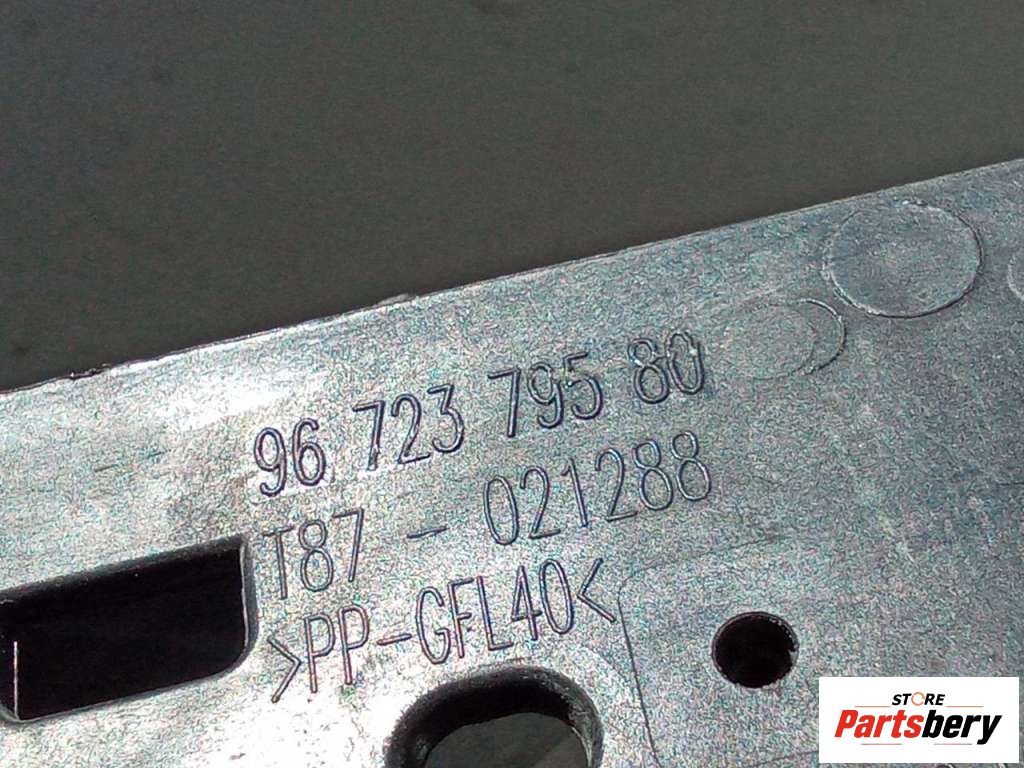 96 723 795 80
T87 - 021288
>PP-GFL40<
STORE
Partsbery